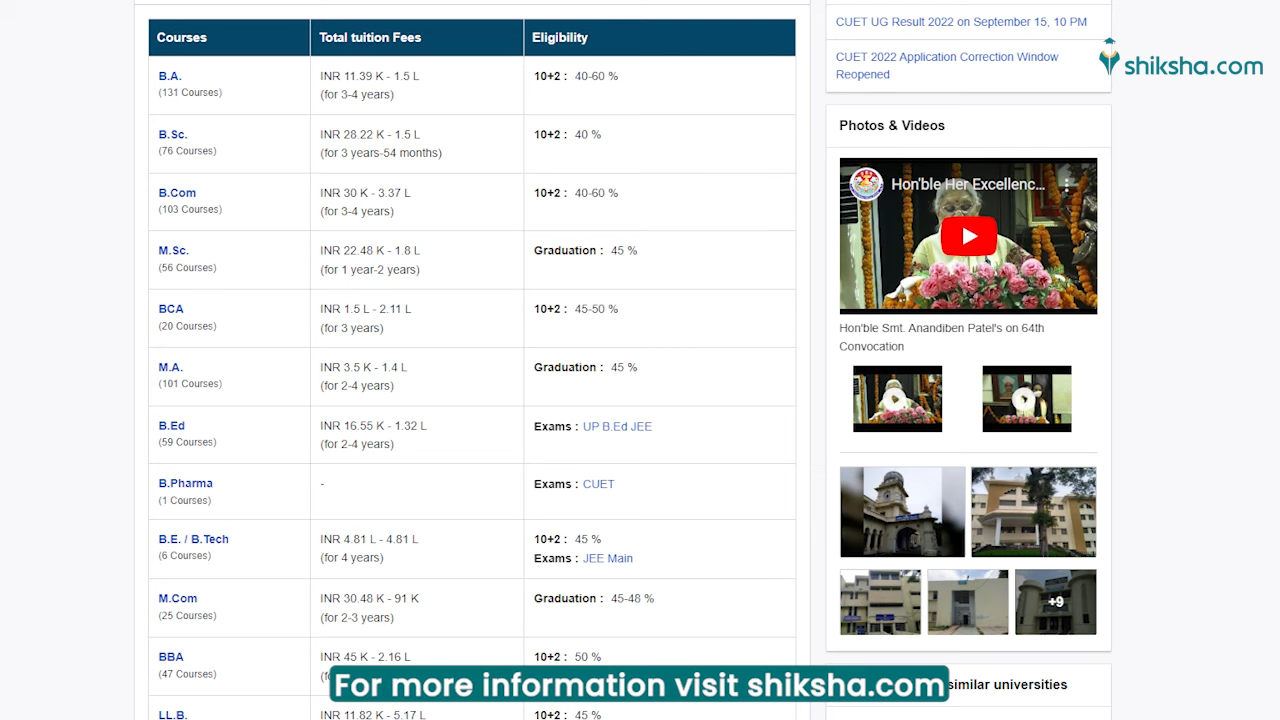 Courses Total tuition Fees Eligibility
B.A. INR 11.39 K - 1.5 L 10+2 : 40-60 %
(131 Courses) (for 3-4 years)
B.Sc. INR 28.22 K - 1.5 L 10+2 : 40 %
(76 Courses) (for 3 years-54 months)
B.Com INR 30 K - 3.37 L 10+2 : 40-60 %
(103 Courses) (for 3-4 years)
M.Sc. INR 22.48 K - 1.8 L Graduation : 45 %
(56 Courses) (for 1 year-2 years)
BCA INR 1.5 L - 2.11 L 10+2 : 45-50 %
(20 Courses) (for 3 years)
M.A. INR 3.5 K - 1.4 L Graduation : 45 %
(101 Courses) (for 2-4 years)
B.Ed INR 16.55 K - 1.32 L Exams : UP B.Ed JEE
(59 Courses) (for 2-4 years)
B.Pharma - Exams : CUET
(1 Courses)
B.E. / B.Tech INR 4.01 L - 4.81 L 10+2 : 45 %
(6 Courses) (for 4 years) Exams : JEE Main
M.Com INR 30.48 K - 91 K Graduation : 45-48 %
(25 Courses) (for 2-3 years)
BBA INR 45 K - 2.16 L 10+2 : 50 %
(47 Courses)
LL.B. INR 11.82 K - 5.17 L 10+2 : 45 %
CUET UG Result 2022 on September 15, 10 PM
CUET 2022 Application Correction Window
Reopened
shiksha.com
Photos & Videos
Hon'ble Her Excellenc...
Hon'ble Smt. Anandiben Patel's on 64th
Convocation
+9
similar universities
For more information visit shiksha.com